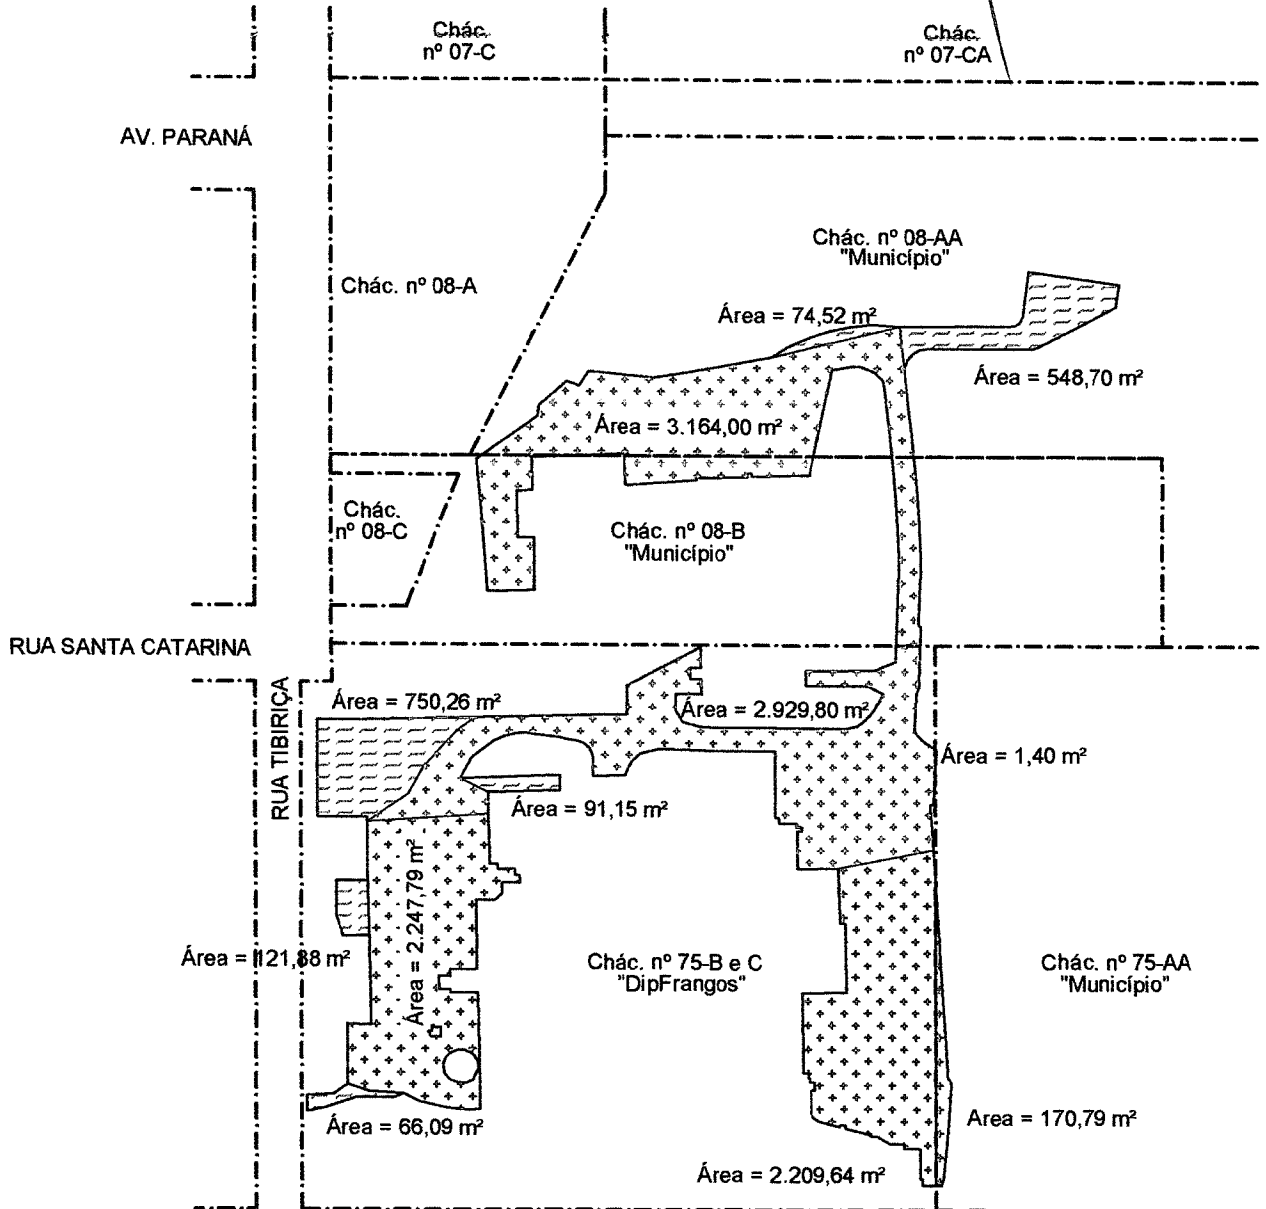 Chác.
nº 07-C
Chác.
nº 07-CA
AV. PARANÁ
Chác. nº 08-AA
"Município"
Chác. nº 08-A
Área = 74,52 m²
Área = 548,70 m²
Área = 3.164,00 m²
Chác.
nº 08-C
Chác. nº 08-B
"Município"
RUA SANTA CATARINA
RUA TIBIRIÇA
Área = 750,26 m²
Área = 2.929,80 m²
Área = 1,40 m²
Área = 91,15 m²
Área = 2.247,79 m²
Área = 121,88 m²
Chác. nº 75-B e C
"DipFrangos"
Chác. nº 75-AA
"Município"
Área = 66,09 m²
Area = 170,79 m²
Área = 2.209,64 m²